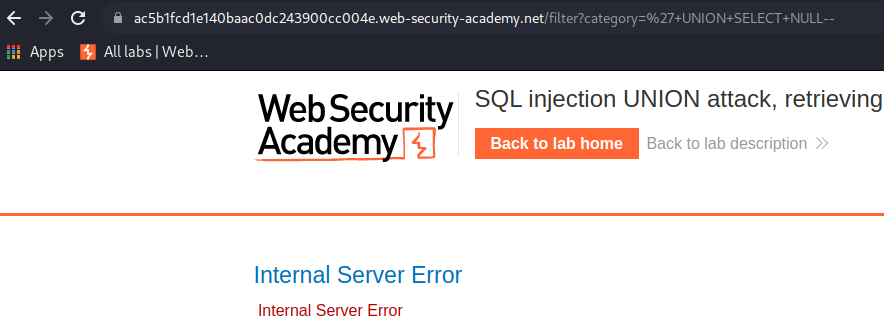 ac5b1fcd1e140baac0dc243900cc004e.web-security-academy.net/filter?category=%27+UNION+SELECT+NULL--
Apps All labs | Web...
Web Security
Academy
SQL injection UNION attack, retrieving
Back to lab home Back to lab description
Internal Server Error
Internal Server Error